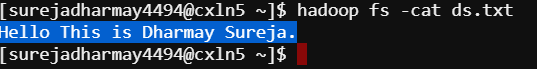 [surejadharmay4494@cxln5 ~]$ hadoop fs -cat ds.txt
Hello This is Dharmay Sureja.
[surejadharmay4494@cxln5 ~]$